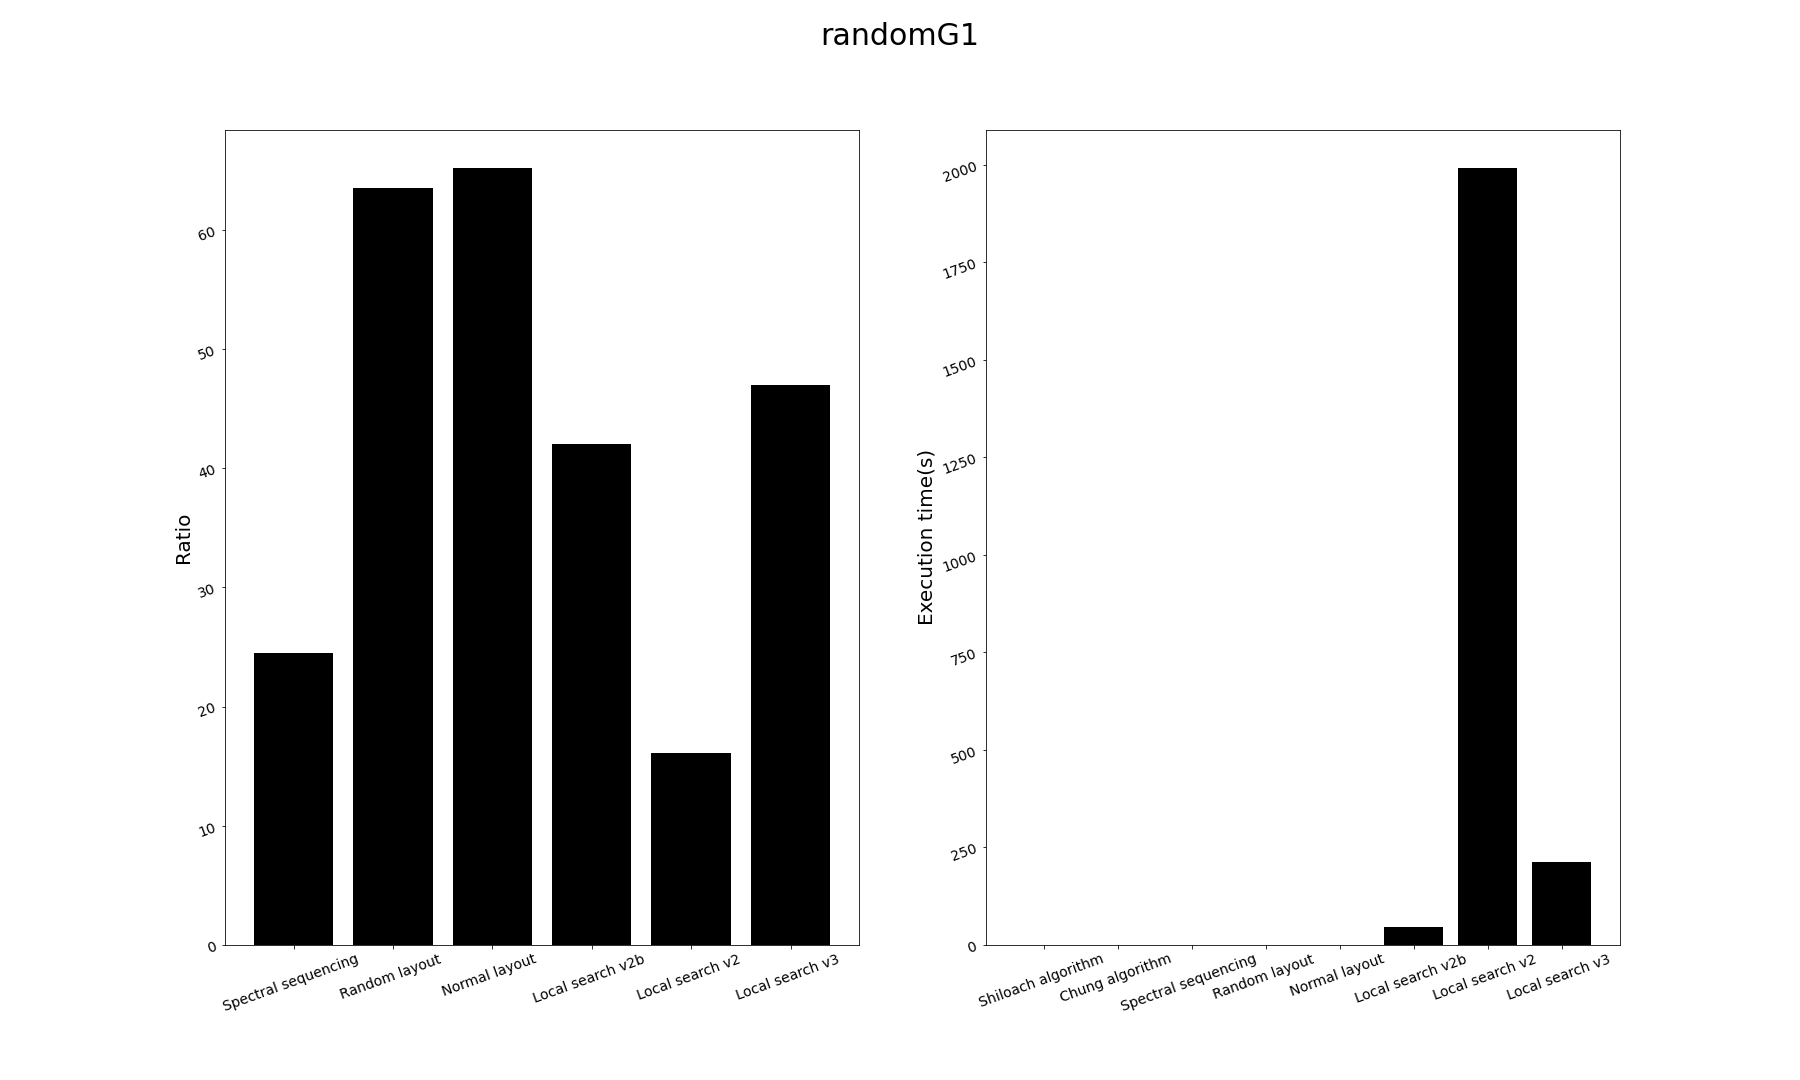 randomG1
Ratio
60
50
40
30
20
10
0
Spectral sequencing
Random layout
Normal layout
Local search v2b
Local search v2
Local search v3
Execution time(s)
2000
1750
1500
1250
1000
750
500
250
0
Shiloach algorithm
Chung algorithm
Spectral sequencing
Random layout
Normal layout
Local search v2b
Local search v2
Local search v3